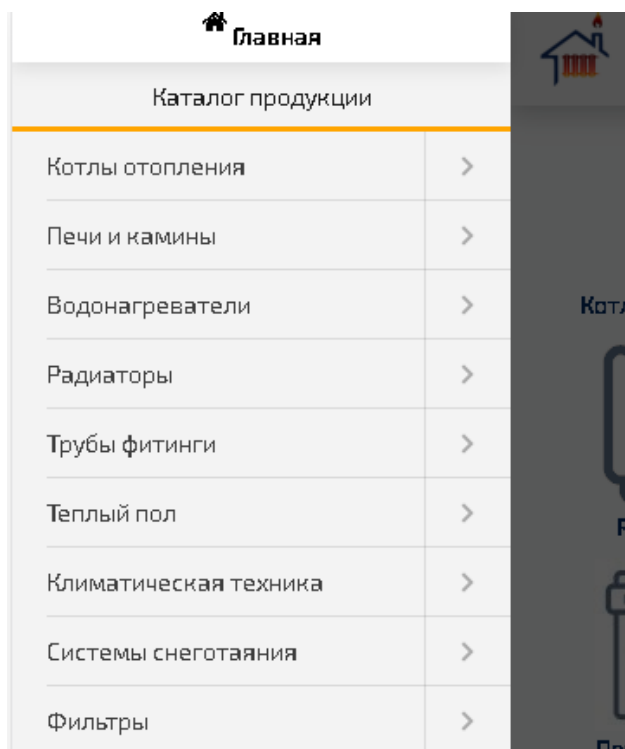 Главная
Каталог продукции
Котлы отопления
Печи и камины
Водонагреватели
Радиаторы
Трубы фитинги
Теплый пол
Климатическая техника
Системы снеготаяния
Фильтры